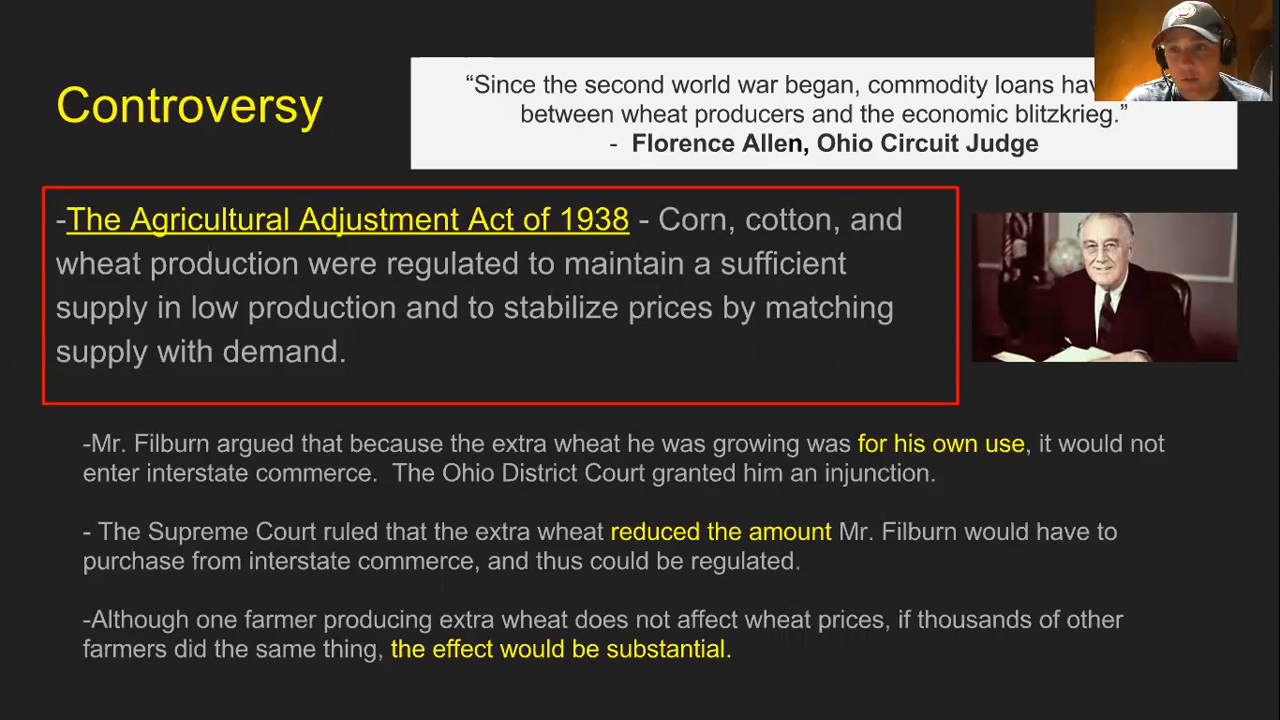 Controversy
“Since the second world war began, commodity loans
between wheat producers and the economic blitzkrieg.”
- Florence Allen, Ohio Circuit Judge
-The Agricultural Adjustment Act of 1938 - Corn, cotton, and
wheat production were regulated to maintain a sufficient
supply in low production and to stabilize prices by matching
supply with demand.
-Mr. Filburn argued that because the extra wheat he was growing was for his own use, it would not
enter interstate commerce.  The Ohio District Court granted him an injunction.
- The Supreme Court ruled that the extra wheat reduced the amount Mr. Filburn would have to
purchase from interstate commerce, and thus could be regulated.
-Although one farmer producing extra wheat does not affect wheat prices, if thousands of other
farmers did the same thing, the effect would be substantial.